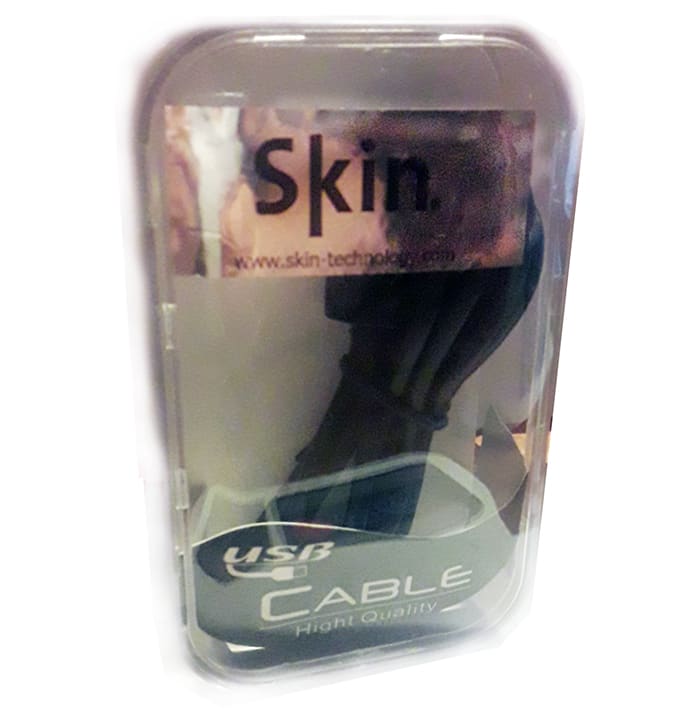 Skin.
www.skin-technology.com
USB
CABLE
Hight Quality